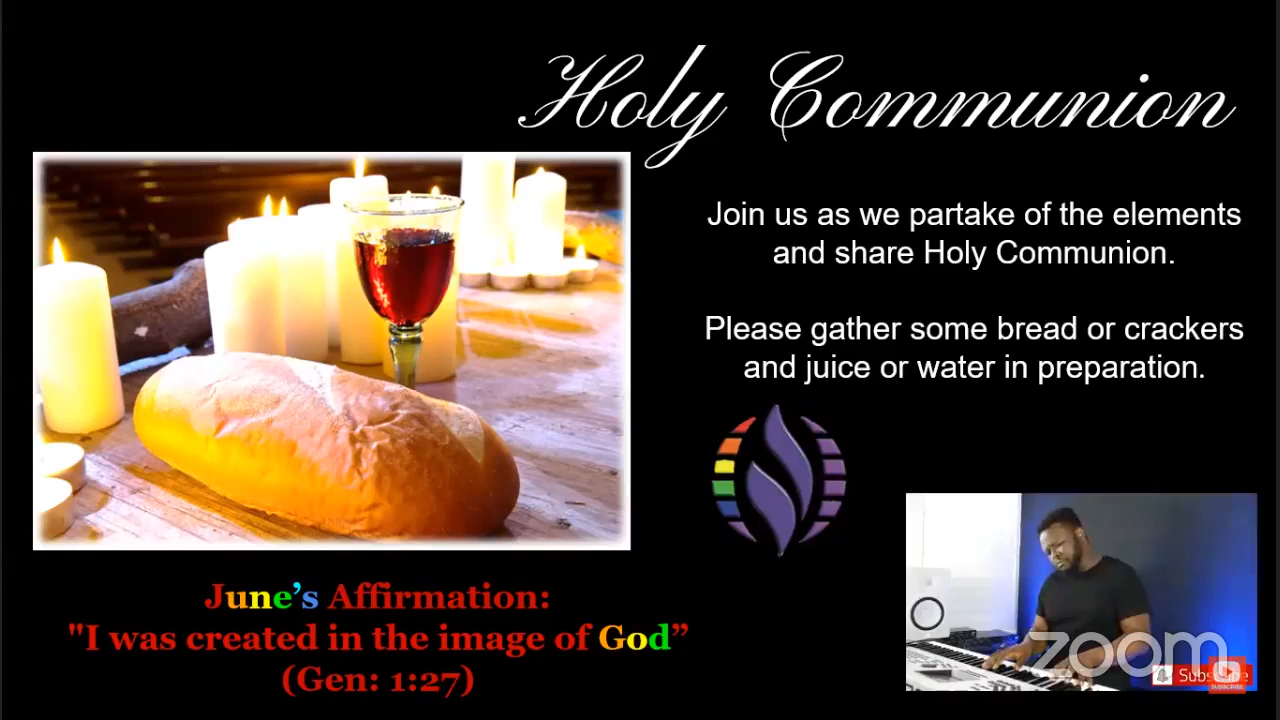 Holy Communion
Join us as we partake of the elements
and share Holy Communion.
Please gather some bread or crackers
and juice or water in preparation.
June’s Affirmation:
"I was created in the image of God”
(Gen: 1:27)
zoom
Subscribe
SUBSCRIBE